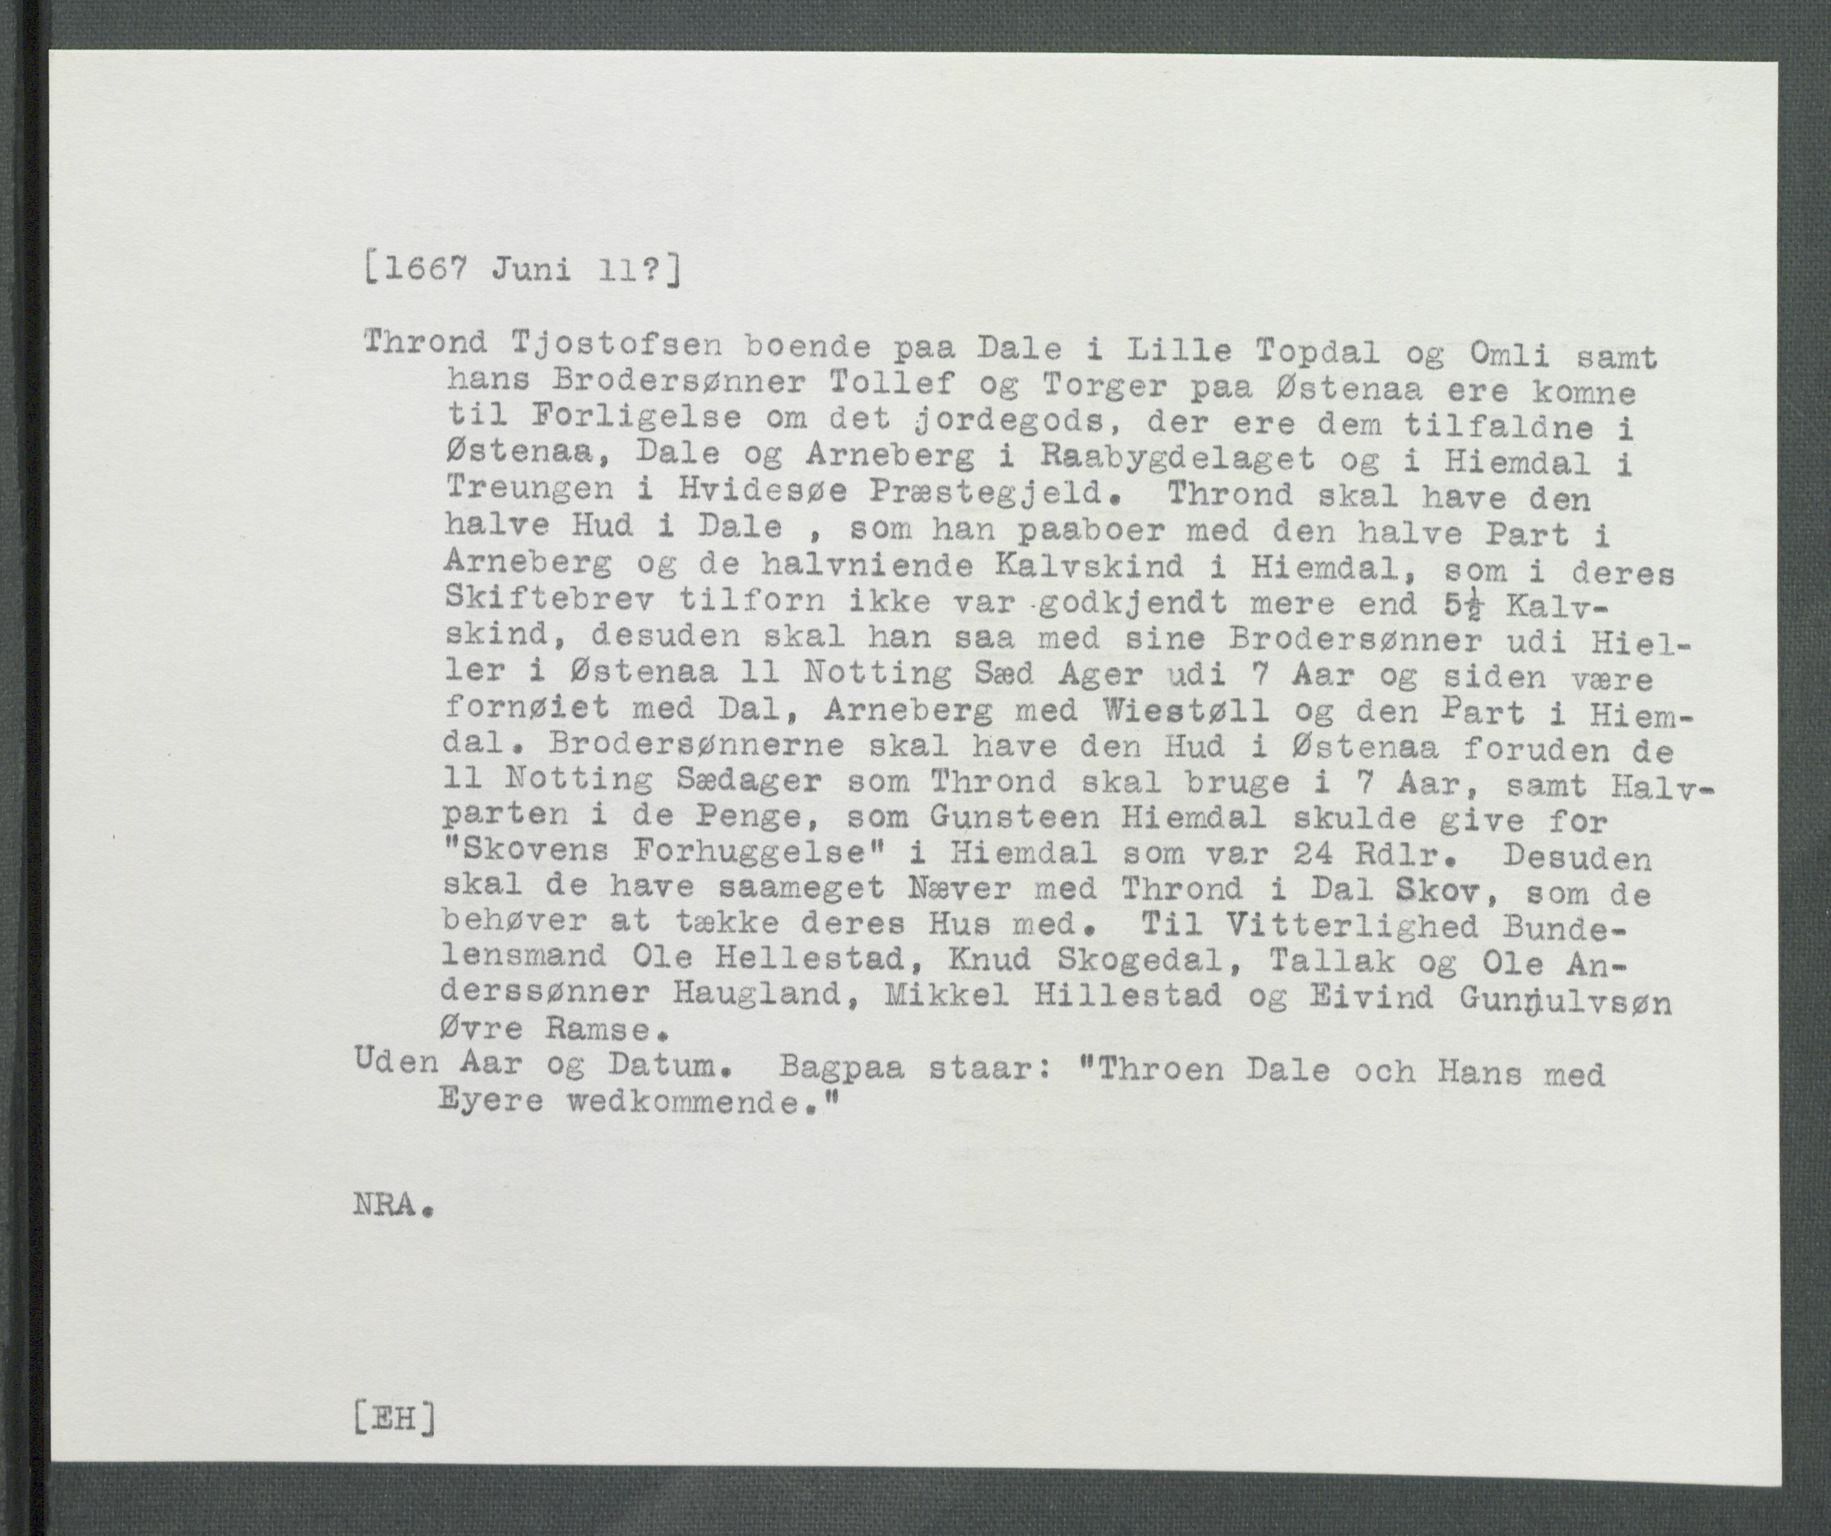 [1667 Juni 11?]
Thrond Tjostofsen boende paa Dale i Lille Topdal og Omli samt
hans Brodersønner Tollef og Torger paa Østenaa ere komne
til Forligelse om det jordegods, der ere dem tilfaldne i
Østenaa, Dale og Arneberg i Raabygdelaget og i Hiemdal i
Treungen i Hvidesøe Præstegjeld. Thrond skal have den
halve Hud i Dale , som han paaboer med den halve Part i
Arneberg og de halvniende Kalvskind i Hiemdal, som i deres
Skiftebrev tilforn ikke var godkjendt mere end 5½ Kalv-
skind, desuden skal han saa med sine Brodersønner udi Hiel-
ler i Østenaa 11 Notting Sæd Ager udi 7 Aar og siden være
fornøiet med Dal, Arneberg med Wiestøll og den Part i Hiem-
dal. Brodersønnerne skal have den Hud i Østenaa foruden de
11 Notting Sædager som Thrond skal bruge i 7 Aar, samt Halv-
parten i de Penge, som Gunsteen Hiemdal skulde give for
"Skovens Forhuggelse" i Hiemdal som var 24 Rdlr. Desuden
skal de have saameget Næver med Thrond i Dal Skov, som de
behøver at tække deres Hus med. Til Vitterlighed Bunde-
lensmand Ole Hellestad, Knud Skogedal, Tallak og Ole An-
derssønner Haugland, Mikkel Hillestad og Eivind Gunnulvsøn
Øvre Ramse.
Uden Aar og Datum. Bagpaa staar: "Throen Dale och Hans med
Eyere wedkommende."
NRA.
[EH]